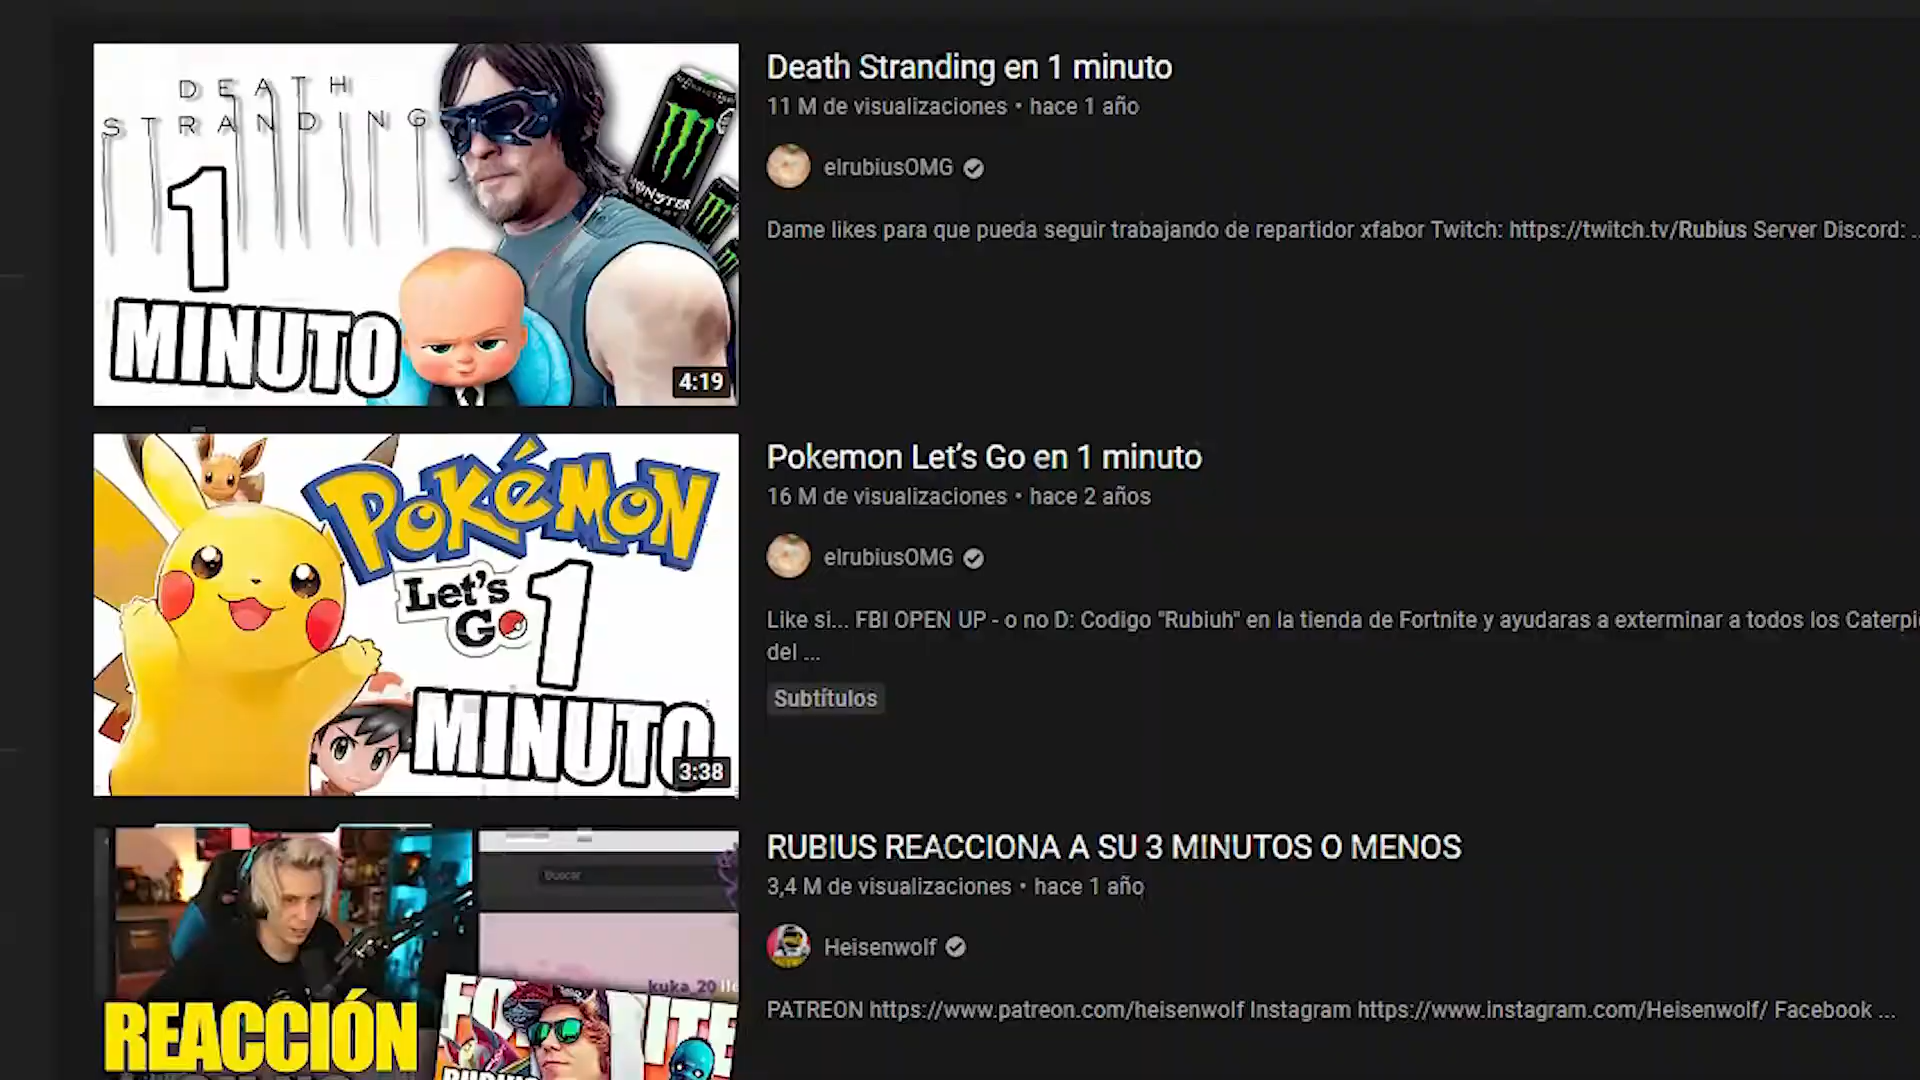 DEATH
STRANDING
1
MINUTO
MONSTER
4:19
Death Stranding en 1 minuto
11 M de visualizaciones • hace 1 año
elrubiusOMG
Dame likes para que pueda seguir trabajando de repartidor xfabor Twitch: https://twitch.tv/Rubius Server Discord: ...
POKéMON
Let's
GO
1
MINUTO
3:38
Pokemon Let’s Go en 1 minuto
16 M de visualizaciones • hace 2 años
elrubiusOMG
Like si... FBI OPEN UP - o no D: Codigo "Rubiuh" en la tienda de Fortnite y ayudaras a exterminar a todos los Caterpi
del ...
Subtítulos
Buscar
kuka_20
REACCIÓN
RUBIUS REACCIONA A SU 3 MINUTOS O MENOS
3,4 M de visualizaciones • hace 1 año
Heisenwolf
PATREON https://www.patreon.com/heisenwolf Instagram https://www.instagram.com/Heisenwolf/ Facebook ...